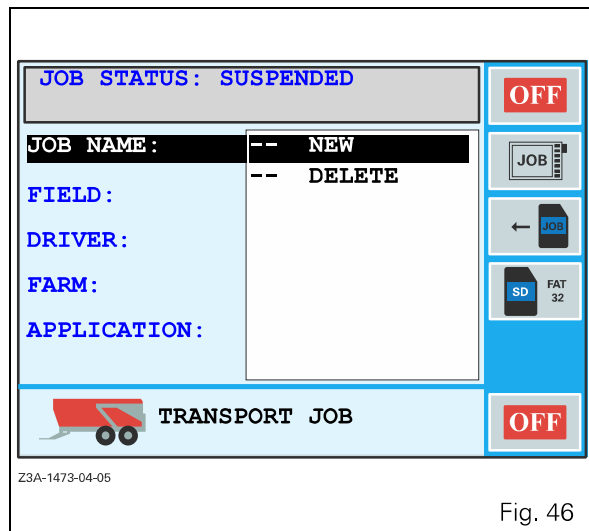 JOB STATUS: SUSPENDED
OFF
JOB NAME: -- NEW
-- DELETE
JOB
FIELD:
DRIVER:
← JOB
FARM:
SD FAT 32
APPLICATION:
TRANSPORT JOB
OFF
Z3A-1473-04-05
Fig. 46